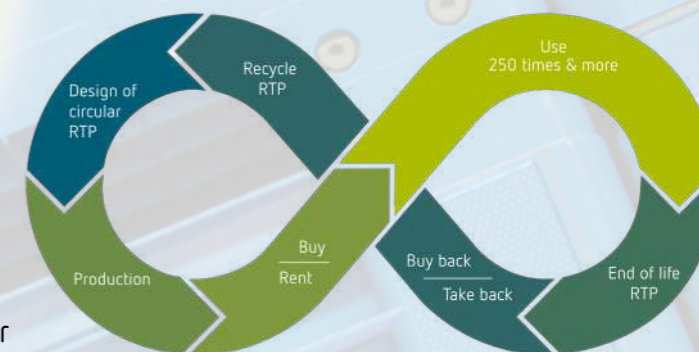 Design of
circular
RTP
Recycle
RTP
Use
250 times & more
Production
Buy
Rent
Buy back
Take back
End of life
RTP
r